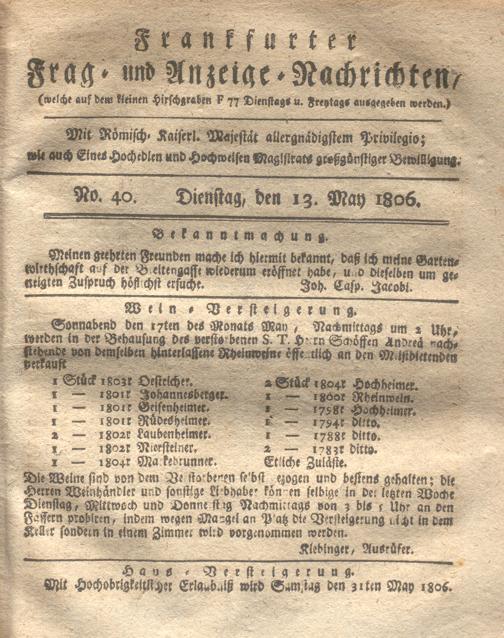 Frankfurter
Frag- und Anzeige-Nachrichten,
(welche auf dem kleinen Hirschgraben F 77 Dienstags u. Freytags ausgegeben werden.)
Mit Römisch-Kaiserl. Majestät allergnädigstem Privilegio;
wie auch Eines Hochedlen und Hochweisen Magistrats großgünstiger Bewilligung.
No. 40. Dienstag, den 13. May 1806.
Bekanntmachung.
Meinen geehrten Freunden mache ich hiermit bekannt, daß ich meine Garten-
wirthschaft auf der Breitengasse wiederum eröffnet habe, und dieselben um ge-
neigten Zuspruch höflichst ersuche. Joh. Casp. Jacobi.
Wein-Versteigerung.
Sonnabend den 17ten des Monats May, Nachmittags um 2 Uhr,
werden in der Behausung des verstorbenen S. T. Herrn Schöffen Andreä nach-
stehende von demselben hinterlassene Rheinweine öffentlich an den Meistbietenden
verkauft
1 Stück 1803r Oestricher. 2 Stück 1804r Hochheimer.
1 — 1801r Johannesberger. 1 — 1800r Rheinwein.
1 — 1801r Geisenheimer. 1 — 1798r Hochheimer.
1 — 1801r Rüdesheimer. 1 — 1794r ditto.
2 — 1802r Laubenheimer. 1 — 1788r ditto.
1 — 1802r Niersteiner. 2 — 1783r ditto.
1 — 1804r Markebrunner. Etliche Zuläste.
Die Weine sind von dem Verstorbenen selbst gezogen und bestens gehalten; die
Herren Weinhändler und sonstige Liebhaber können selbige in der letzten Woche
Dienstag, Mittwoch und Donnerstag Nachmittags von 3 bis 5 Uhr an den
Fässern probiren, indem wegen Mangel an Platz die Versteigerung nicht in dem
Keller sondern in einem Zimmer wird vorgenommen werden.
Klebinger, Ausrüfer.
Haus-Versteigerung.
Mit Hochobrigkeitlicher Erlaubniß wird Samstag den 31ten May 1806.